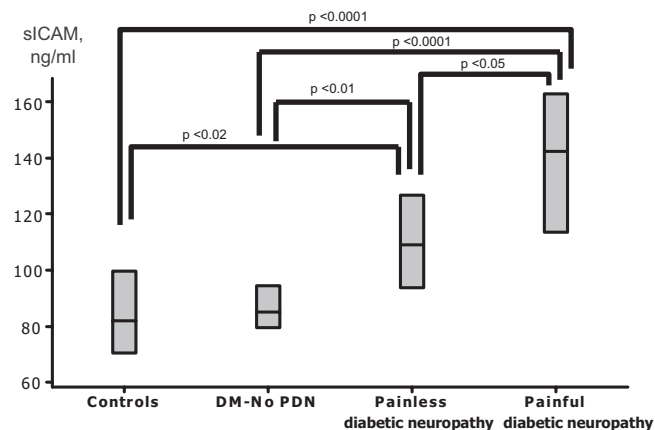 p <0.0001
sICAM,
ng/ml
p <0.0001
p <0.05
p <0.01
p <0.02
160
140
120
100
80
60
Controls DM-No PDN Painless Painful
diabetic neuropathy diabetic neuropathy